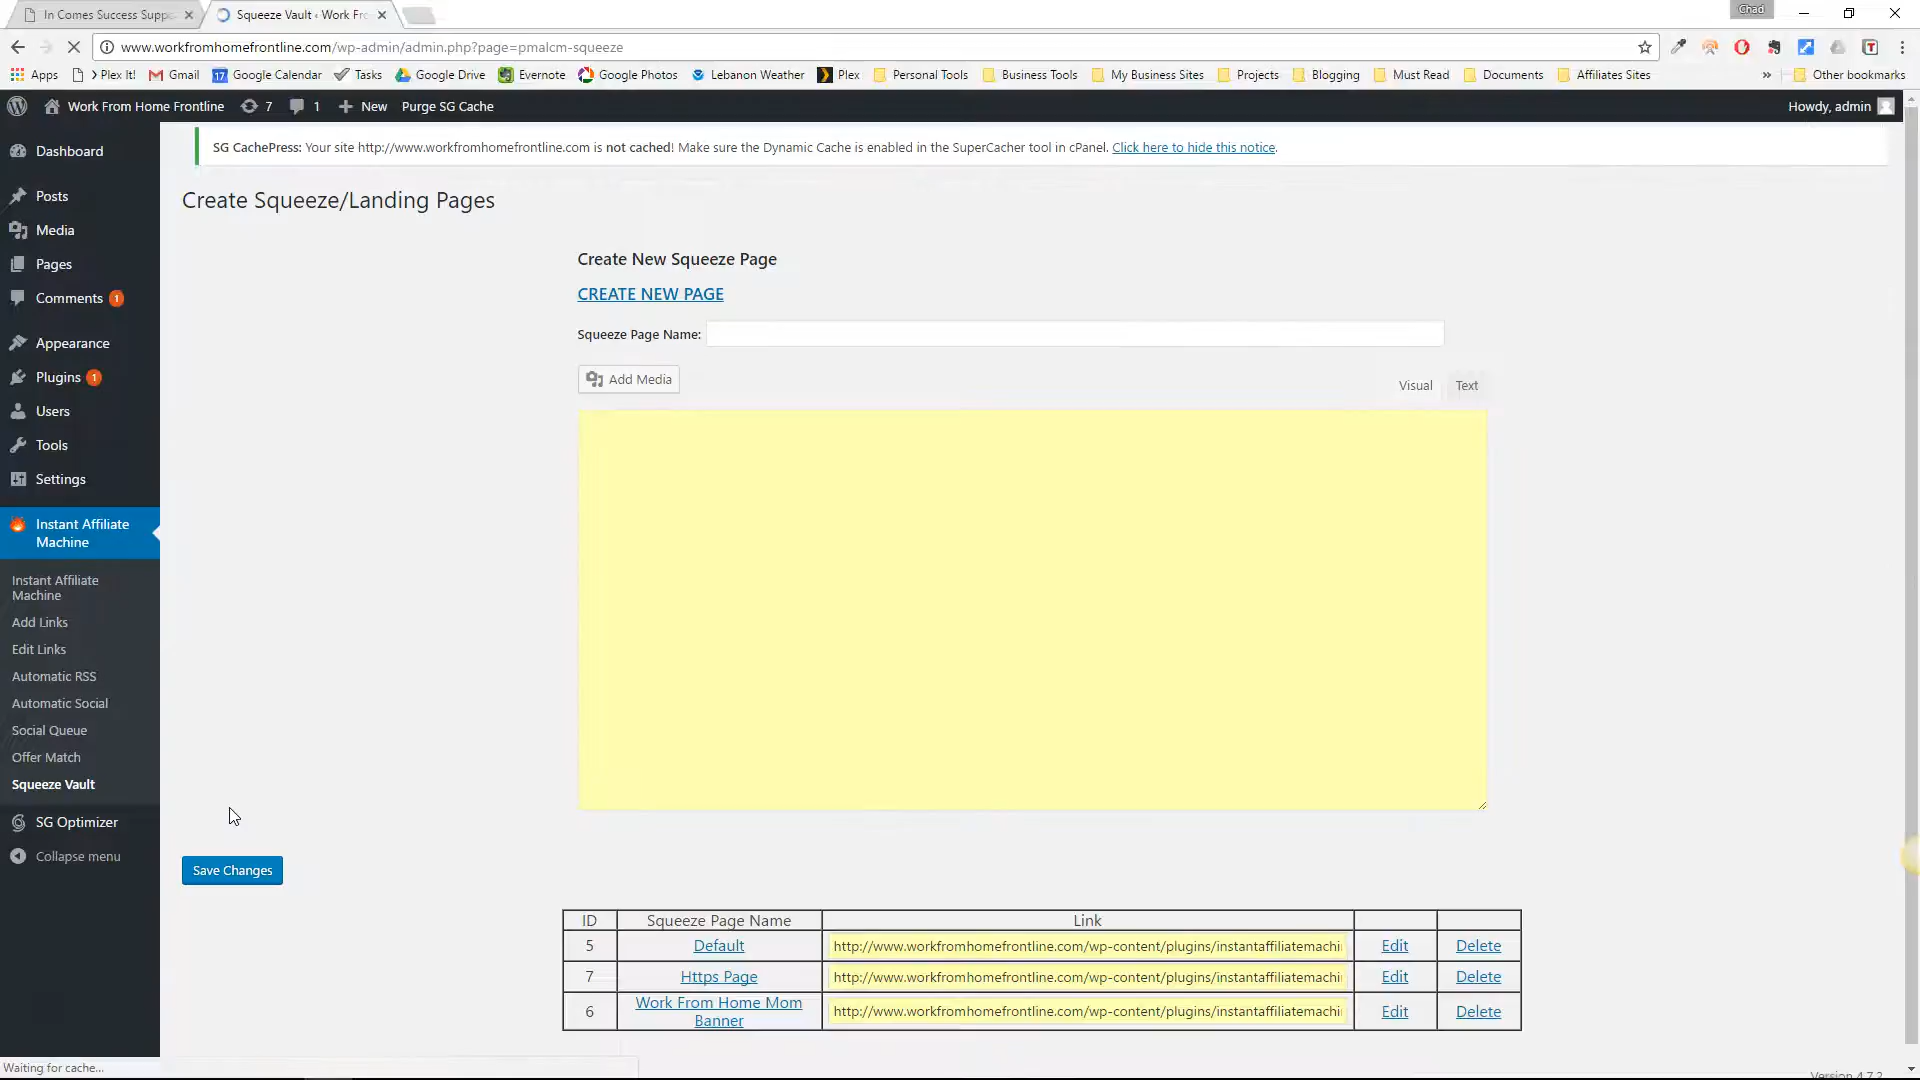 In Comes Success Suppo
Squeeze Vault ‹ Work Fr
Chad
www.workfromhomefrontline.com/wp-admin/admin.php?page=pmalcm-squeeze
Apps
> Plex It!
Gmail
17
Google Calendar
Tasks
Google Drive
Evernote
Google Photos
Lebanon Weather
Plex
Personal Tools
Business Tools
My Business Sites
Projects
Blogging
Must Read
Documents
Affiliates Sites
»
Other bookmarks
Work From Home Frontline
7
1
New
Purge SG Cache
Howdy, admin
SG CachePress: Your site http://www.workfromhomefrontline.com is not cached! Make sure the Dynamic Cache is enabled in the SuperCacher tool in cPanel. Click here to hide this notice.
Dashboard
Posts
Media
Pages
Comments 1
Appearance
Plugins 1
Users
Tools
Settings
Instant Affiliate
Machine
Instant Affiliate
Machine
Add Links
Edit Links
Automatic RSS
Automatic Social
Social Queue
Offer Match
Squeeze Vault
SG Optimizer
Collapse menu
Create Squeeze/Landing Pages
Create New Squeeze Page
CREATE NEW PAGE
Squeeze Page Name:
Add Media
Visual
Text
Save Changes
ID Squeeze Page Name Link
5 Default http://www.workfromhomefrontline.com/wp-content/plugins/instantaffiliatemachi Edit Delete
7 Https Page http://www.workfromhomefrontline.com/wp-content/plugins/instantaffiliatemachi Edit Delete
6 Work From Home Mom
Banner http://www.workfromhomefrontline.com/wp-content/plugins/instantaffiliatemachi Edit Delete
Waiting for cache...
Version 4.7.2